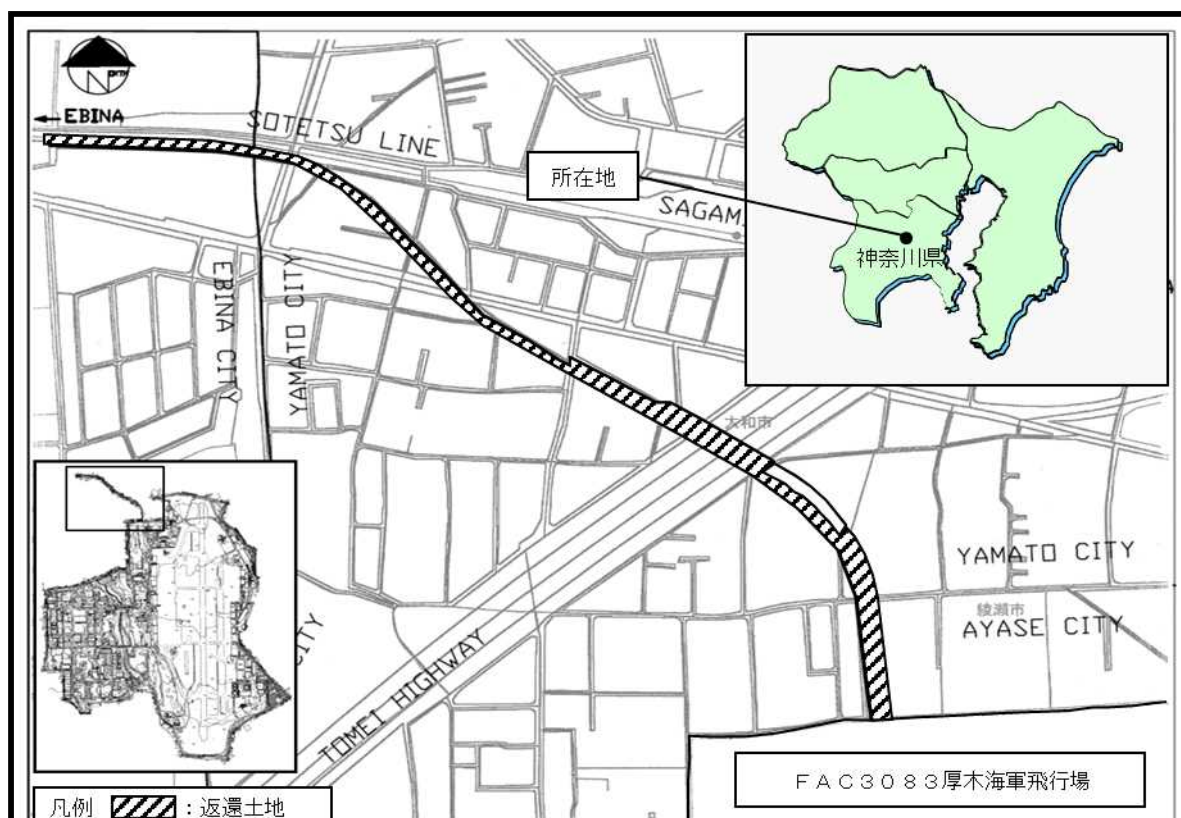 EBINA
SOTETSU LINE
所在地
SAGAM
神奈川県
EBINA CITY
YAMATO CITY
大和市
YAMATO CITY
綾瀬市
AYASE CITY
CITY
TOMEI HIGHWAY
FAC3083厚木海軍飛行場
凡例 :返還土地